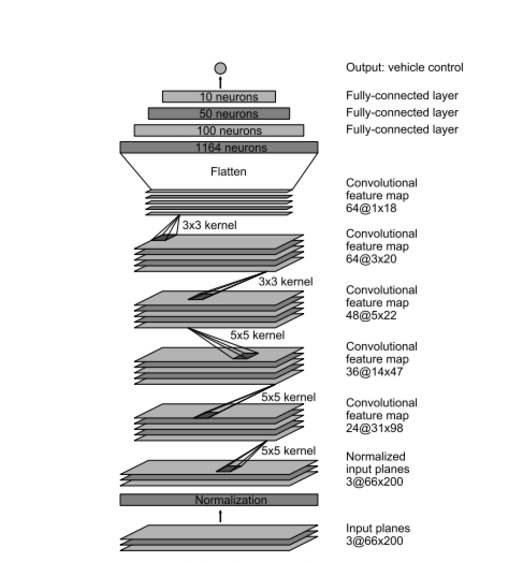 Output: vehicle control
10 neurons
Fully-connected layer
50 neurons
Fully-connected layer
100 neurons
Fully-connected layer
1164 neurons
Flatten
Convolutional
feature map
64@1x18
3x3 kernel
Convolutional
feature map
64@3x20
3x3 kernel
Convolutional
feature map
48@5x22
5x5 kernel
Convolutional
feature map
36@14x47
5x5 kernel
Convolutional
feature map
24@31x98
5x5 kernel
Normalized
input planes
3@66x200
Normalization
Input planes
3@66x200